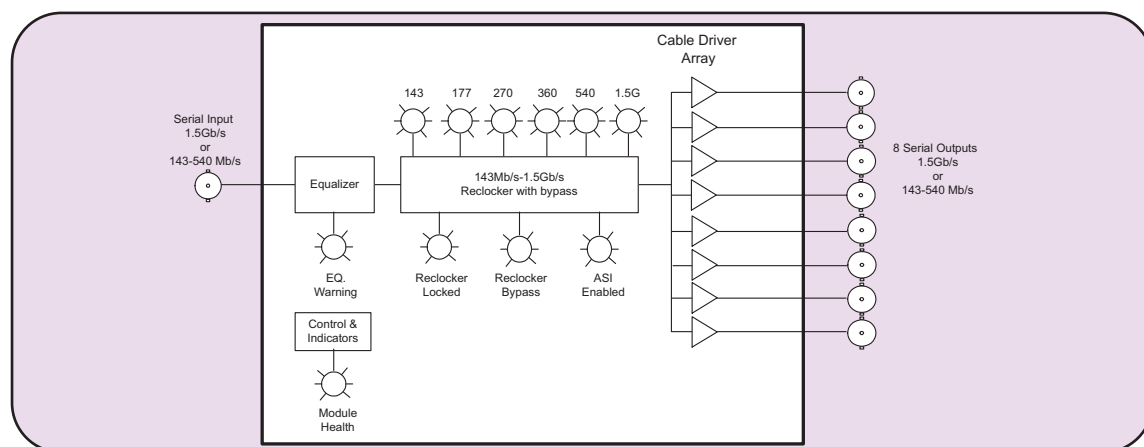 Cable Driver
Array
143 177 270 360 540 1.5G
Serial Input
1.5Gb/s
or
143-540 Mb/s
8 Serial Outputs
1.5Gb/s
or
143-540 Mb/s
Equalizer
143Mb/s-1.5Gb/s
Reclocker with bypass
EQ.
Warning
Reclocker
Locked
Reclocker
Bypass
ASI
Enabled
Control &
Indicators
Module
Health